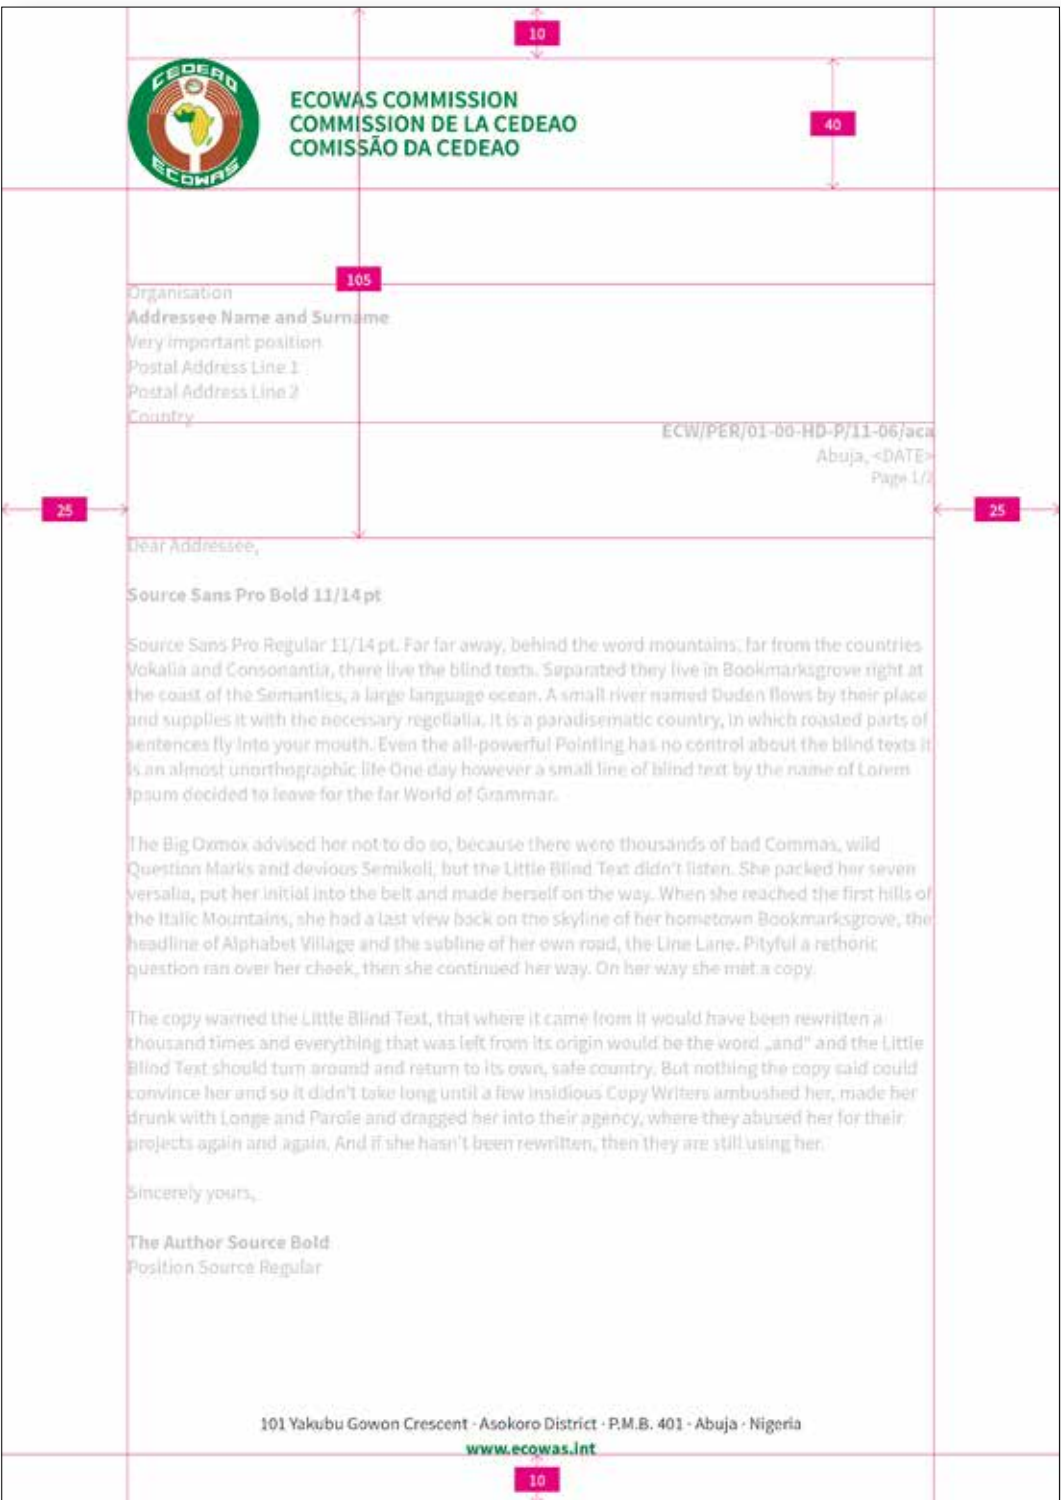 10
CEDEAO
ECOWAS
ECOWAS COMMISSION
COMMISSION DE LA CEDEAO
COMISSÃO DA CEDEAO
40
105
Organisation
Addressee Name and Surname
Very important position
Postal Address Line 1
Postal Address Line 2
Country
ECW/PER/01-00-HD-P/11-06/aca
Abuja, <DATE>
Page 1/2
25
25
Dear Addressee,
Source Sans Pro Bold 11/14 pt
Source Sans Pro Regular 11/14 pt. Far far away, behind the word mountains, far from the countries
Vokalia and Consonantia, there live the blind texts. Separated they live in Bookmarksgrove right at
the coast of the Semantics, a large language ocean. A small river named Duden flows by their place
and supplies it with the necessary regelialia. It is a paradisematic country, in which roasted parts of
sentences fly into your mouth. Even the all-powerful Pointing has no control about the blind texts it
is an almost unorthographic life One day however a small line of blind text by the name of Lorem
Ipsum decided to leave for the far World of Grammar.
The Big Oxmox advised her not to do so, because there were thousands of bad Commas, wild
Question Marks and devious Semikoli, but the Little Blind Text didn't listen. She packed her seven
versalia, put her initial into the belt and made herself on the way. When she reached the first hills of
the Italic Mountains, she had a last view back on the skyline of her hometown Bookmarksgrove, the
headline of Alphabet Village and the subline of her own road, the Line Lane. Pityful a rethoric
question ran over her cheek, then she continued her way. On her way she met a copy.
The copy warned the Little Blind Text, that where it came from it would have been rewritten a
thousand times and everything that was left from its origin would be the word „and“ and the Little
Blind Text should turn around and return to its own, safe country. But nothing the copy said could
convince her and so it didn't take long until a few insidious Copy Writers ambushed her, made her
drunk with Longe and Parole and dragged her into their agency, where they abused her for their
projects again and again. And if she hasn't been rewritten, then they are still using her.
Sincerely yours,
The Author Source Bold
Position Source Regular
101 Yakubu Gowon Crescent · Asokoro District · P.M.B. 401 · Abuja · Nigeria
www.ecowas.int
10